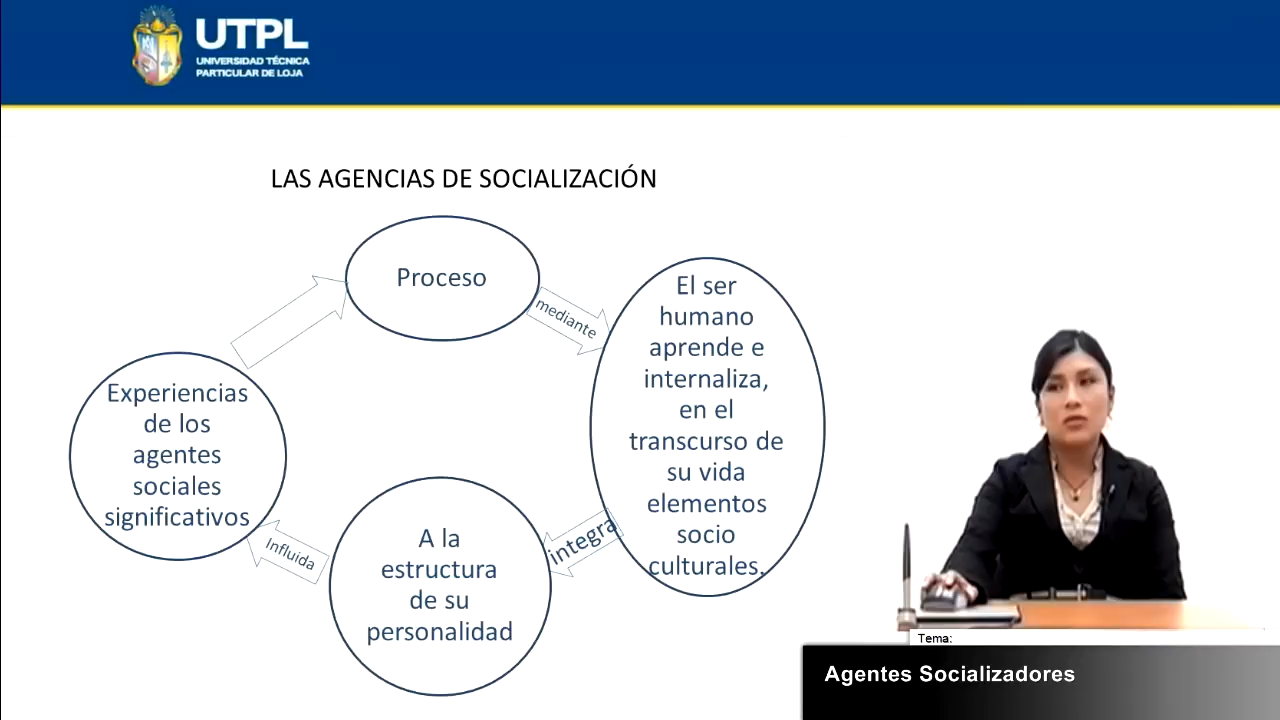 UTPL
UNIVERSIDAD TÉCNICA
PARTICULAR DE LOJA
LAS AGENCIAS DE SOCIALIZACIÓN
Proceso
mediante
El ser
humano
aprende e
internaliza,
en el
transcurso de
su vida
elementos
socio
culturales.
integra
A la
estructura
de su
personalidad
Influida
Experiencias
de los
agentes
sociales
significativos
Tema:
Agentes Socializadores